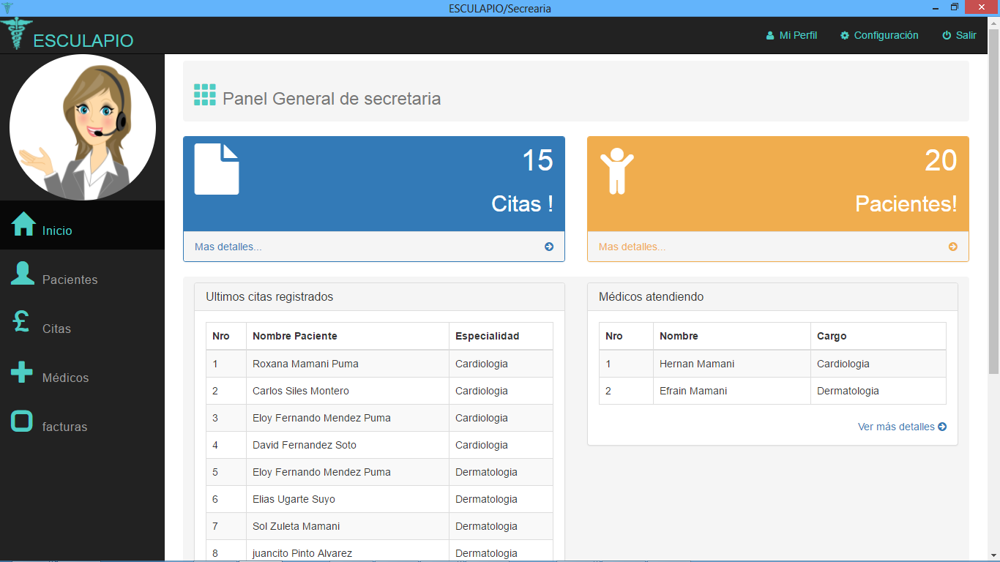 ESCULAPIO/Secrearia
ESCULAPIO
Mi Perfil Configuración Salir
Panel General de secretaria
15
Citas !
Mas detalles...
20
Pacientes!
Mas detalles...
Inicio
Pacientes
Citas
Médicos
facturas
Ultimos citas registrados
Nro Nombre Paciente Especialidad
1 Roxana Mamani Puma Cardiologia
2 Carlos Siles Montero Cardiologia
3 Eloy Fernando Mendez Puma Cardiologia
4 David Fernandez Soto Cardiologia
5 Eloy Fernando Mendez Puma Dermatologia
6 Elias Ugarte Suyo Dermatologia
7 Sol Zuleta Mamani Dermatologia
8 juancito Pinto Alvarez Dermatologia
Médicos atendiendo
Nro Nombre Cargo
1 Hernan Mamani Cardiologia
2 Efrain Mamani Dermatologia
Ver más detalles